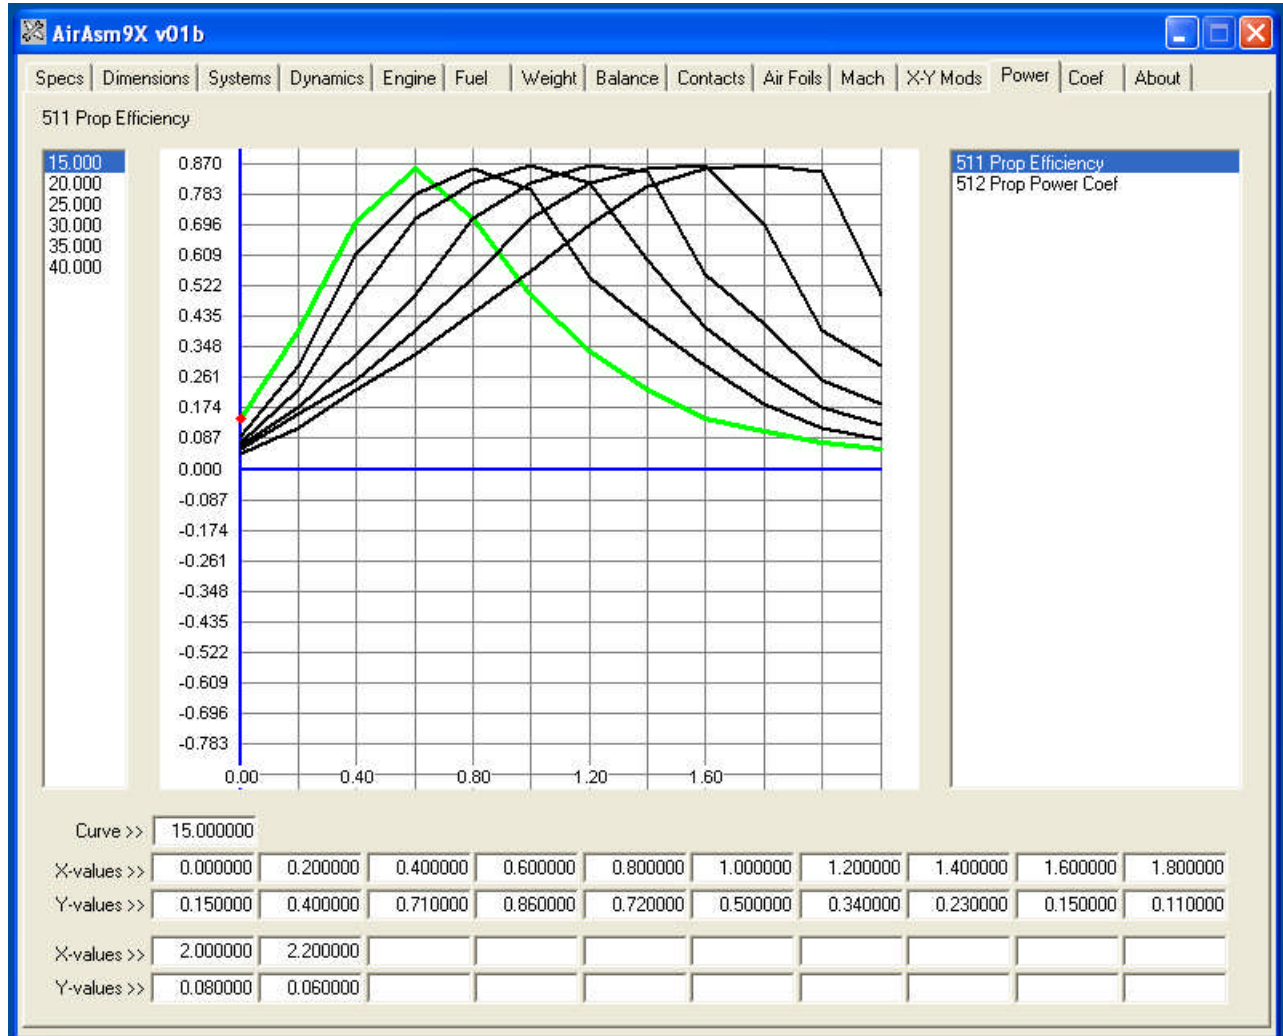 AirAsm9X v01b
Specs Dimensions Systems Dynamics Engine Fuel Weight Balance Contacts Air Foils Mach X-Y Mods Power Coef About
511 Prop Efficiency
15.000
20.000
25.000
30.000
35.000
40.000
0.870
0.783
0.696
0.609
0.522
0.435
0.348
0.261
0.174
0.087
0.000
-0.087
-0.174
-0.261
-0.348
-0.435
-0.522
-0.609
-0.696
-0.783
0.00 0.40 0.80 1.20 1.60
511 Prop Efficiency
512 Prop Power Coef
Curve >> 15.000000
X-values >> 0.000000 0.200000 0.400000 0.600000 0.800000 1.000000 1.200000 1.400000 1.600000 1.800000
Y-values >> 0.150000 0.400000 0.710000 0.860000 0.720000 0.500000 0.340000 0.230000 0.150000 0.110000
X-values >> 2.000000 2.200000
Y-values >> 0.080000 0.060000